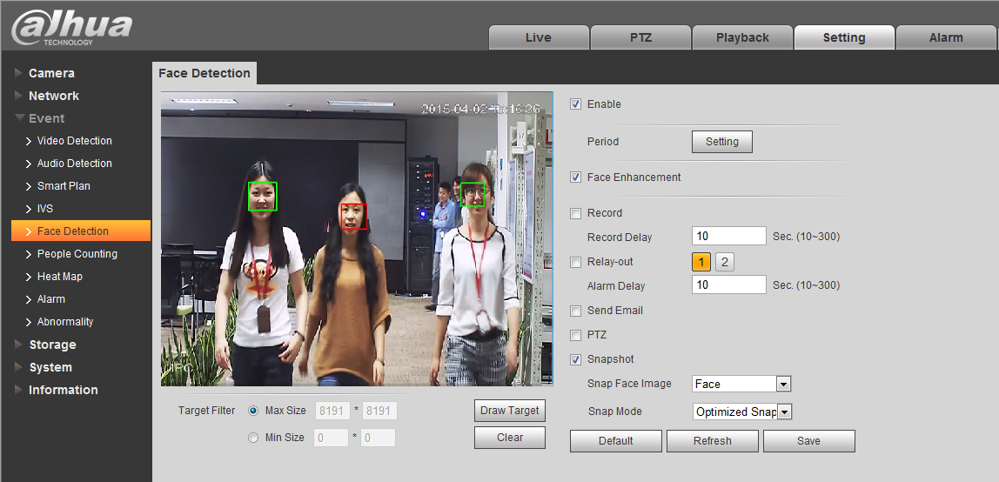 alhua
TECHNOLOGY
Live
PTZ
Playback
Setting
Alarm
Camera
Network
Event
Video Detection
Audio Detection
Smart Plan
IVS
Face Detection
People Counting
Heat Map
Alarm
Abnormality
Storage
System
Information
Face Detection
2015-04-02 16:16:36
IPC
Target Filter Max Size 8191 * 8191 Draw Target
Min Size 0 * 0 Clear
Enable
Period Setting
Face Enhancement
Record
Record Delay 10 Sec. (10~300)
Relay-out 1 2
Alarm Delay 10 Sec. (10~300)
Send Email
PTZ
Snapshot
Snap Face Image Face
Snap Mode Optimized Snap
Default Refresh Save